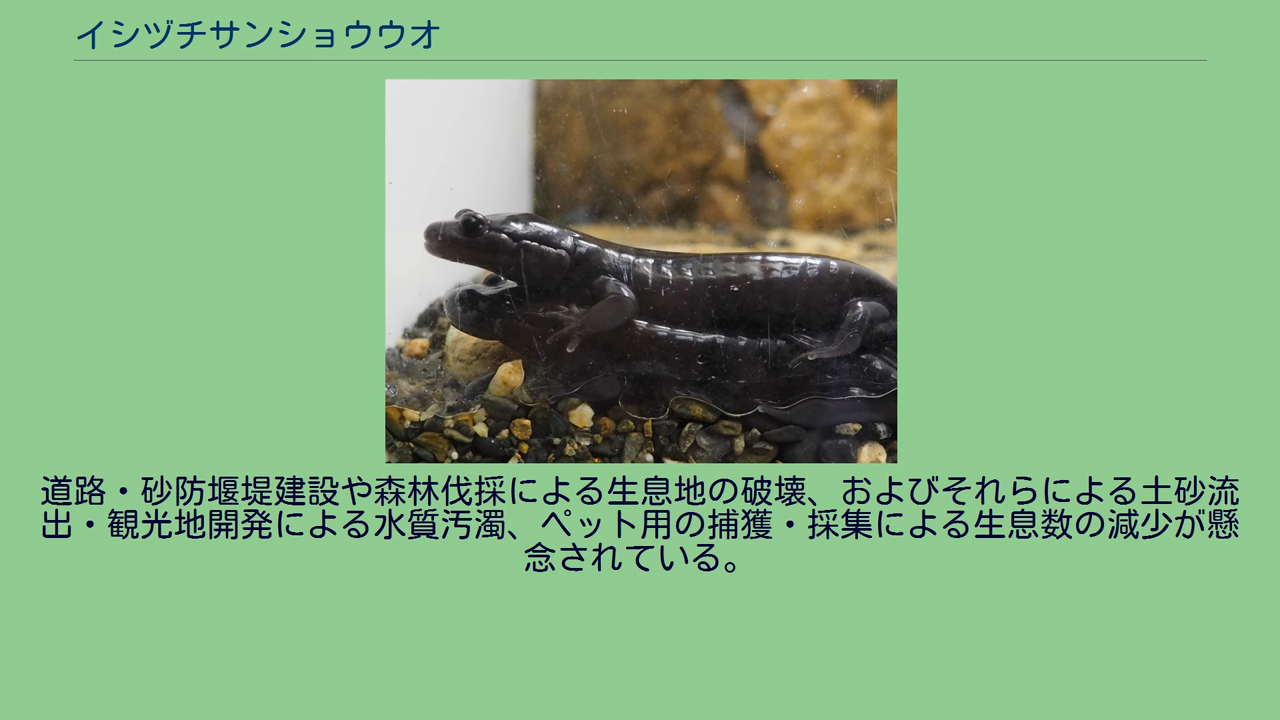 イシヅチサンショウウオ
道路・砂防堰堤建設や森林伐採による生息地の破壊、およびそれらによる土砂流
出・観光地開発による水質汚濁、ペット用の捕獲・採集による生息数の減少が懸
念されている。